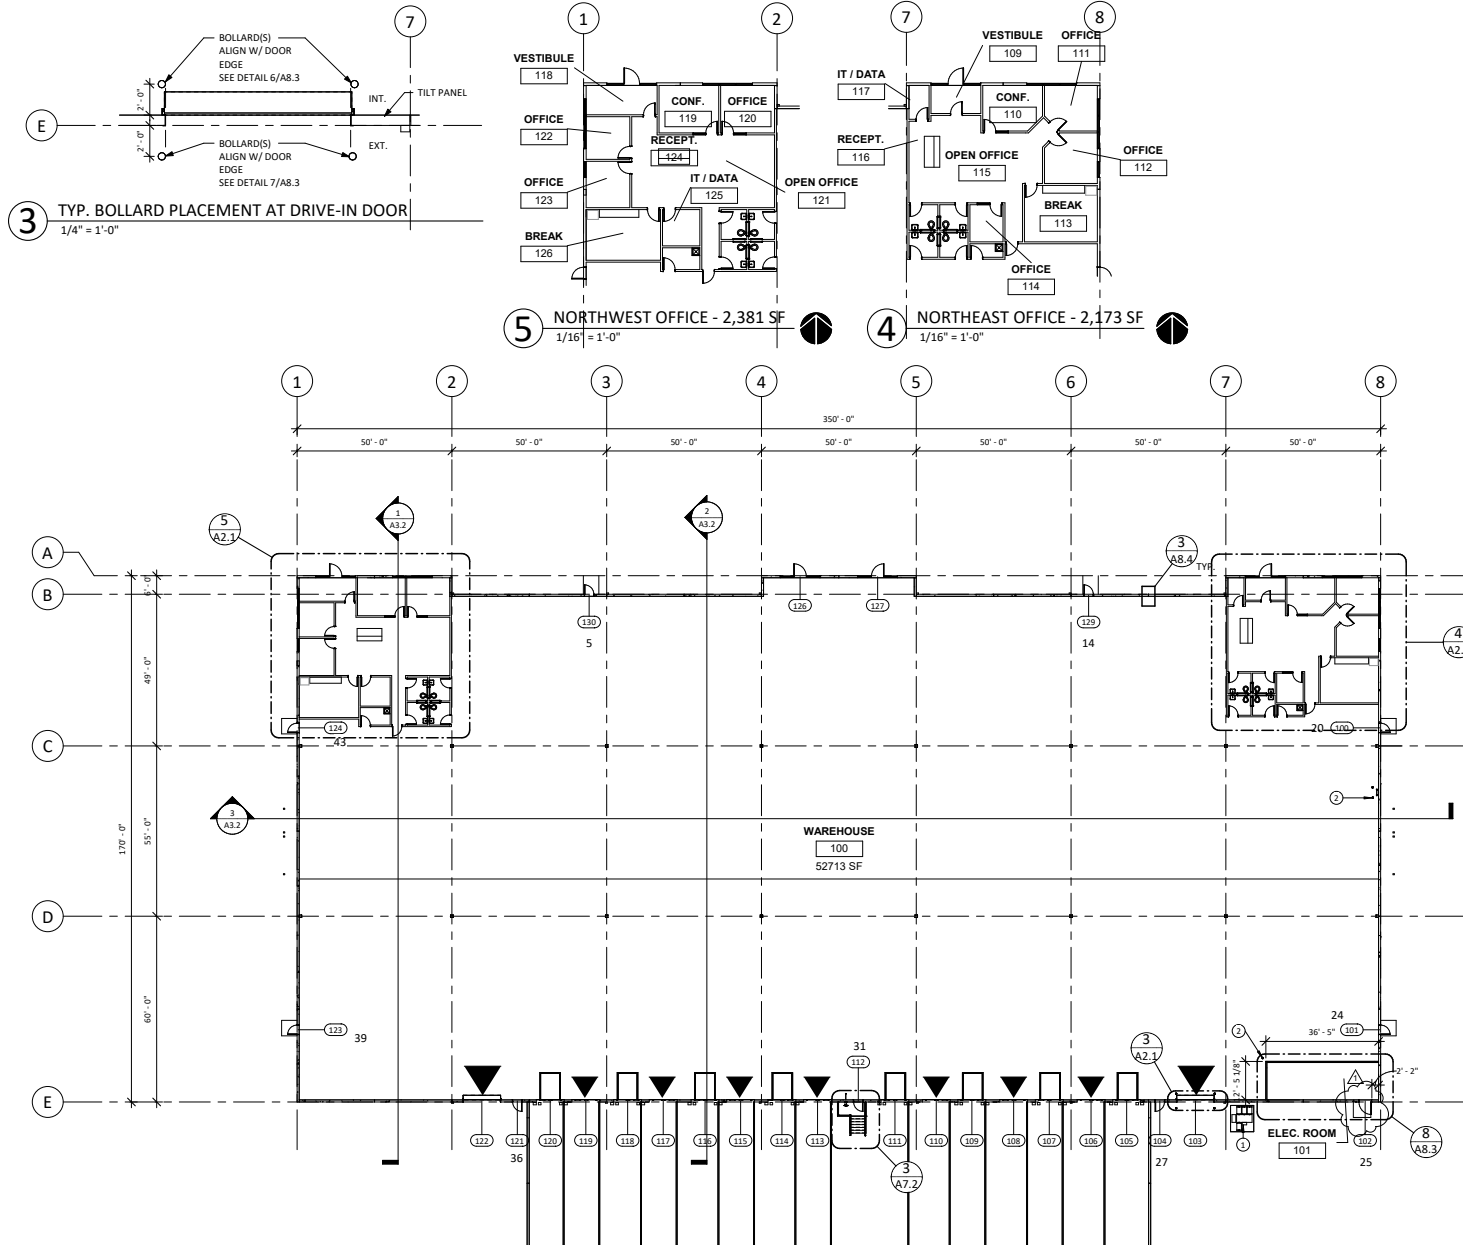 7
BOLLARD(S)
ALIGN W/ DOOR
EDGE
SEE DETAIL 6/A8.3
2' - 0"
INT.
TILT PANEL
E
2' - 0"
EXT.
BOLLARD(S)
ALIGN W/ DOOR
EDGE
SEE DETAIL 7/A8.3
3
TYP. BOLLARD PLACEMENT AT DRIVE-IN DOOR
1/4" = 1'-0"
1
2
VESTIBULE
118
CONF.
119
OFFICE
120
OFFICE
122
RECEPT.
124
OFFICE
123
IT / DATA
125
OPEN OFFICE
121
BREAK
126
5
NORTHWEST OFFICE - 2,381 SF
1/16" = 1'-0"
7
8
VESTIBULE
109
OFFICE
111
IT / DATA
117
CONF.
110
RECEPT.
116
OPEN OFFICE
115
OFFICE
112
BREAK
113
OFFICE
114
4
NORTHEAST OFFICE - 2,173 SF
1/16" = 1'-0"
1
2
3
4
5
6
7
8
350' - 0"
50' - 0"
50' - 0"
50' - 0"
50' - 0"
50' - 0"
50' - 0"
50' - 0"
5
A2.1
1
A3.2
2
A3.2
3
A8.4
TYP.
A
B
6' - 0"
130
5
126
127
129
14
4
49' - 0"
124
43
20
100
C
2
3
A3.2
170' - 0"
55' - 0"
WAREHOUSE
100
52713 SF
D
60' - 0"
123
39
31
112
3
A2.1
2
24
36' - 5"
101
2' - 2"
1
E
122
121
120
119
118
117
116
115
114
113
111
110
109
108
107
106
105
104
103
1
ELEC. ROOM
101
102
8
A8.3
36
3
A7.2
27
25